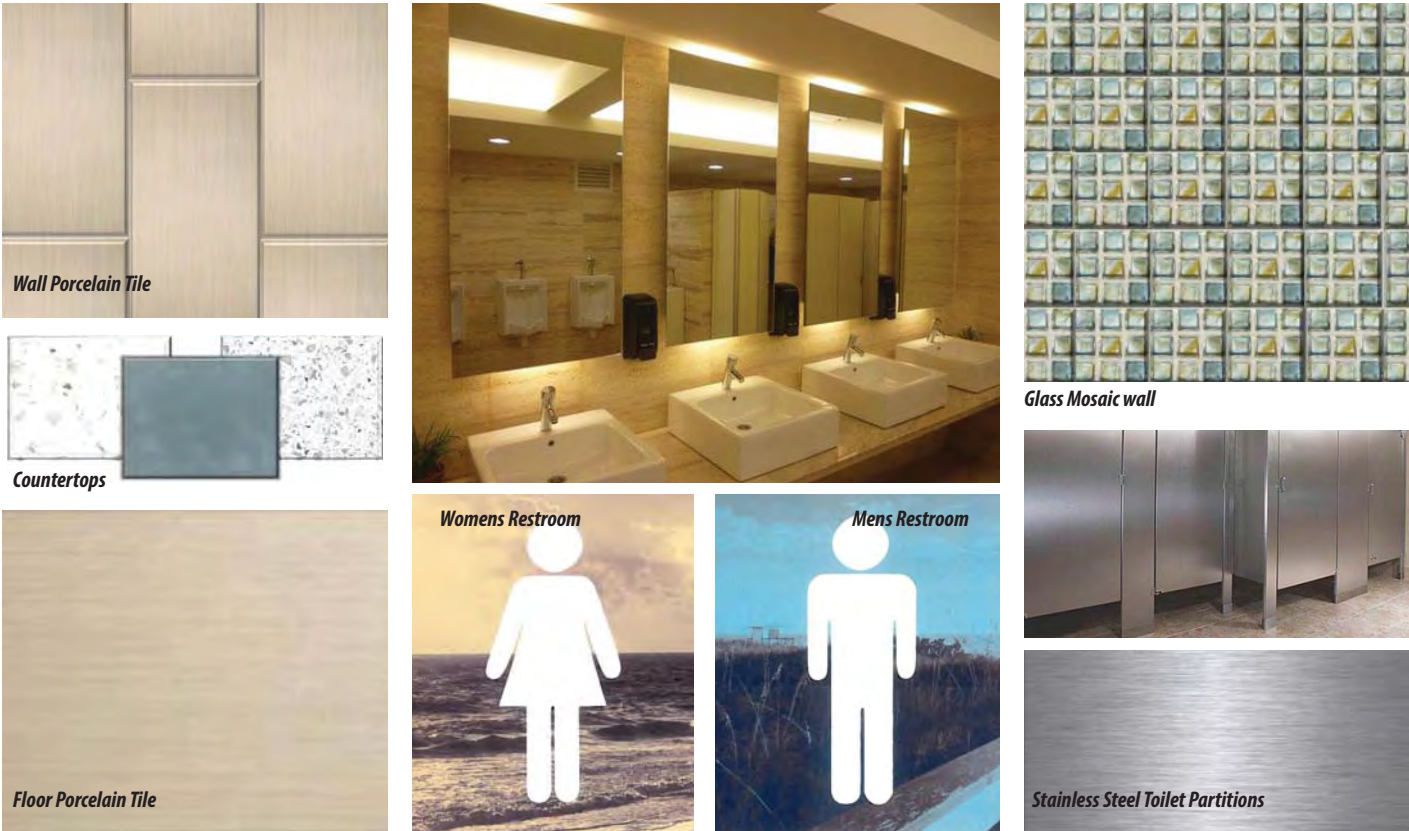 Wall Porcelain Tile
Countertops
Floor Porcelain Tile
Womens Restroom
Mens Restroom
Glass Mosaic wall
Stainless Steel Toilet Partitions